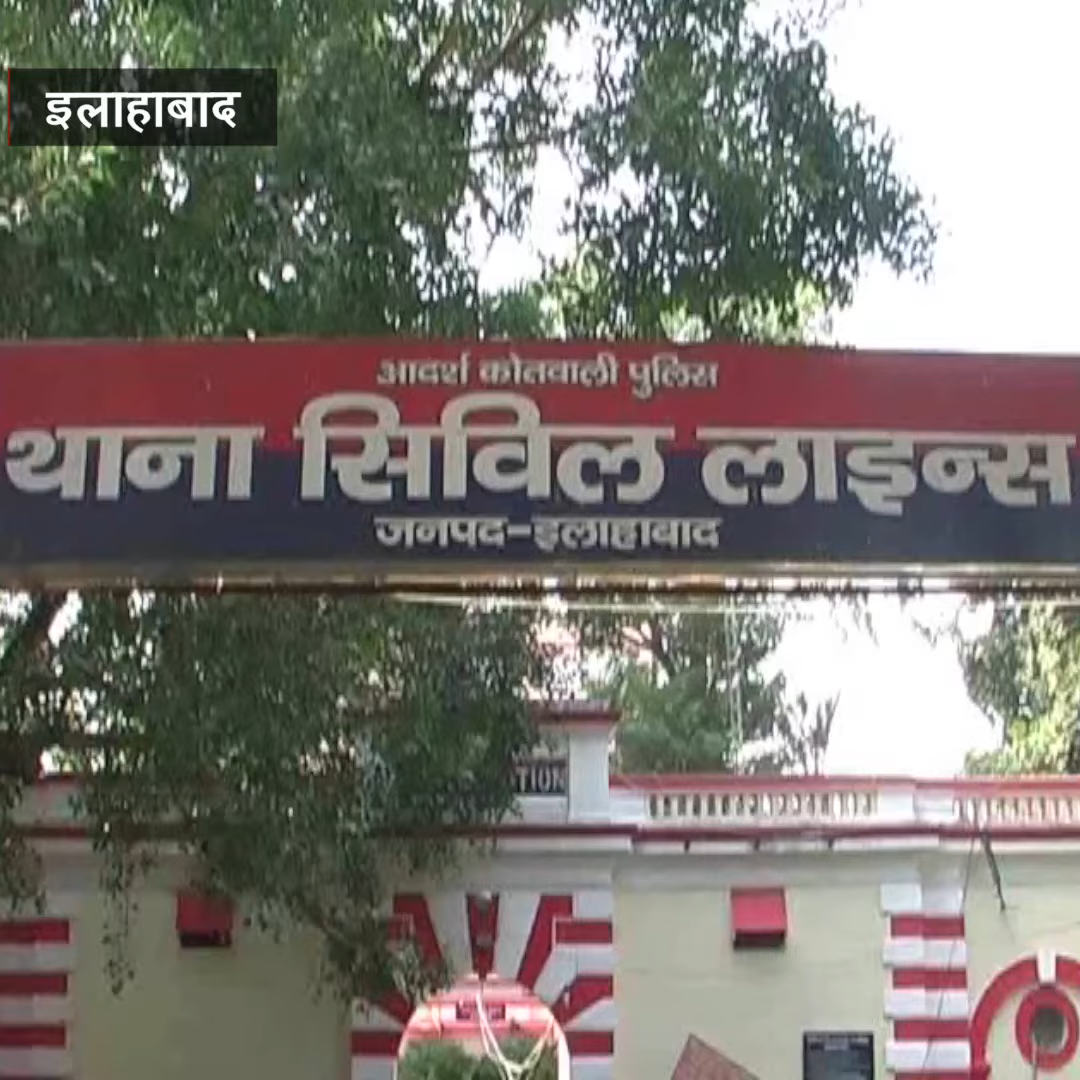 इलाहाबाद
आदर्श कोतवाली पुलिस
थाना सिविल लाइन्स
जनपद-इलाहाबाद
TION